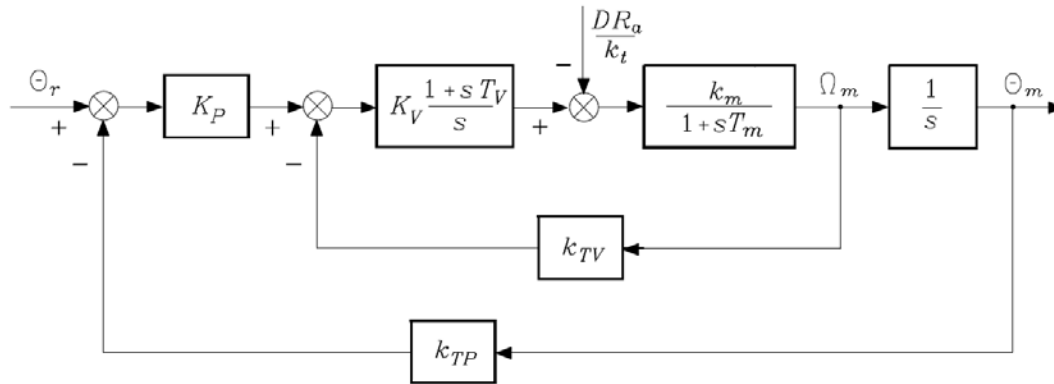 Θ_r
+
−
K_P
+
−
K_V (1+sT_V)/s
DR_a/k_t
−
+
k_m/(1+sT_m)
Ω_m
1/s
Θ_m
k_TV
k_TP